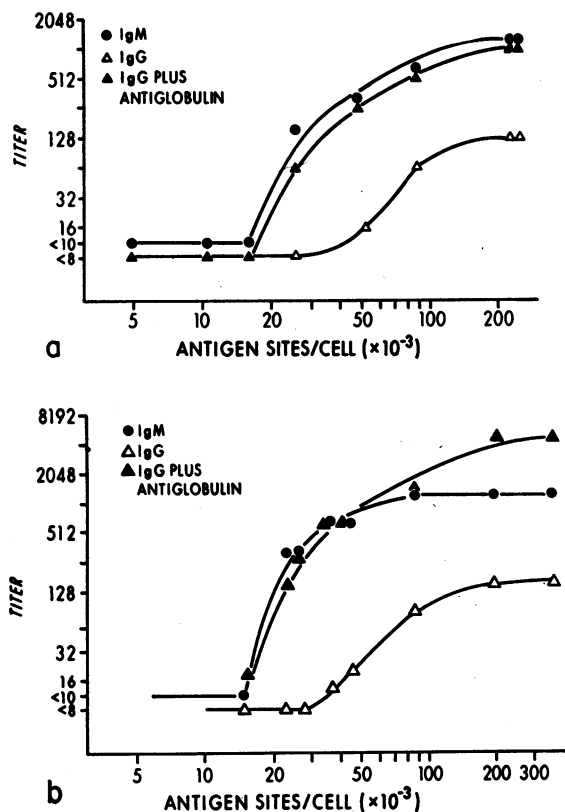 2048
IgM
IgG
512
IgG PLUS
ANTIGLOBULIN
TITER
128
32
16
<10
<8
5 10 20 50 100 200
a
ANTIGEN SITES/CELL (×10⁻³)
8192
IgM
IgG
2048
IgG PLUS
ANTIGLOBULIN
512
TITER
128
32
16
<10
<8
5 10 20 50 100 200 300
b
ANTIGEN SITES/CELL (×10⁻³)